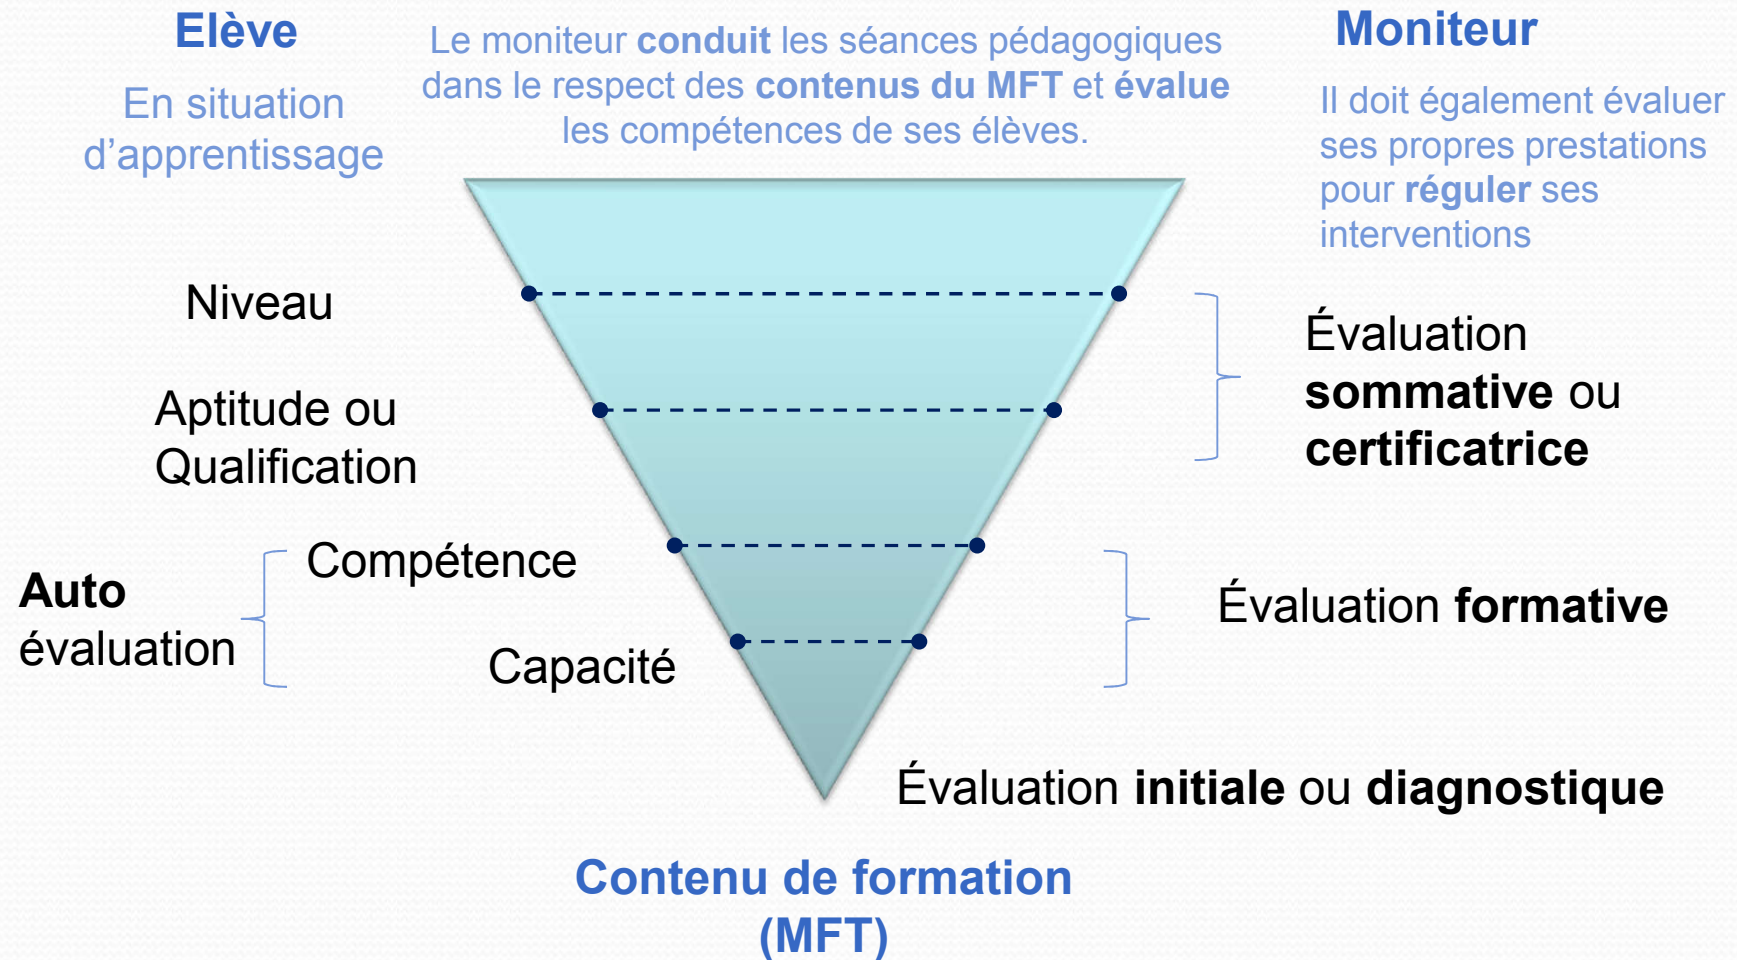 Elève
En situation
d’apprentissage
Le moniteur conduit les séances pédagogiques
dans le respect des contenus du MFT et évalue
les compétences de ses élèves.
Moniteur
Il doit également évaluer
ses propres prestations
pour réguler ses
interventions
Niveau
Aptitude ou
Qualification
Évaluation
sommative ou
certificatrice
Auto
évaluation
Compétence
Capacité
Évaluation formative
Évaluation initiale ou diagnostique
Contenu de formation
(MFT)